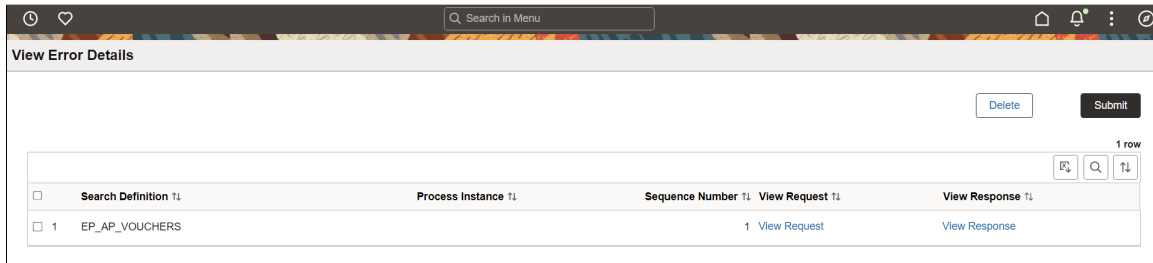 Search in Menu
View Error Details
Delete Submit
1 row
Search Definition Process Instance Sequence Number View Request View Response
1 EP_AP_VOUCHERS 1 View Request View Response